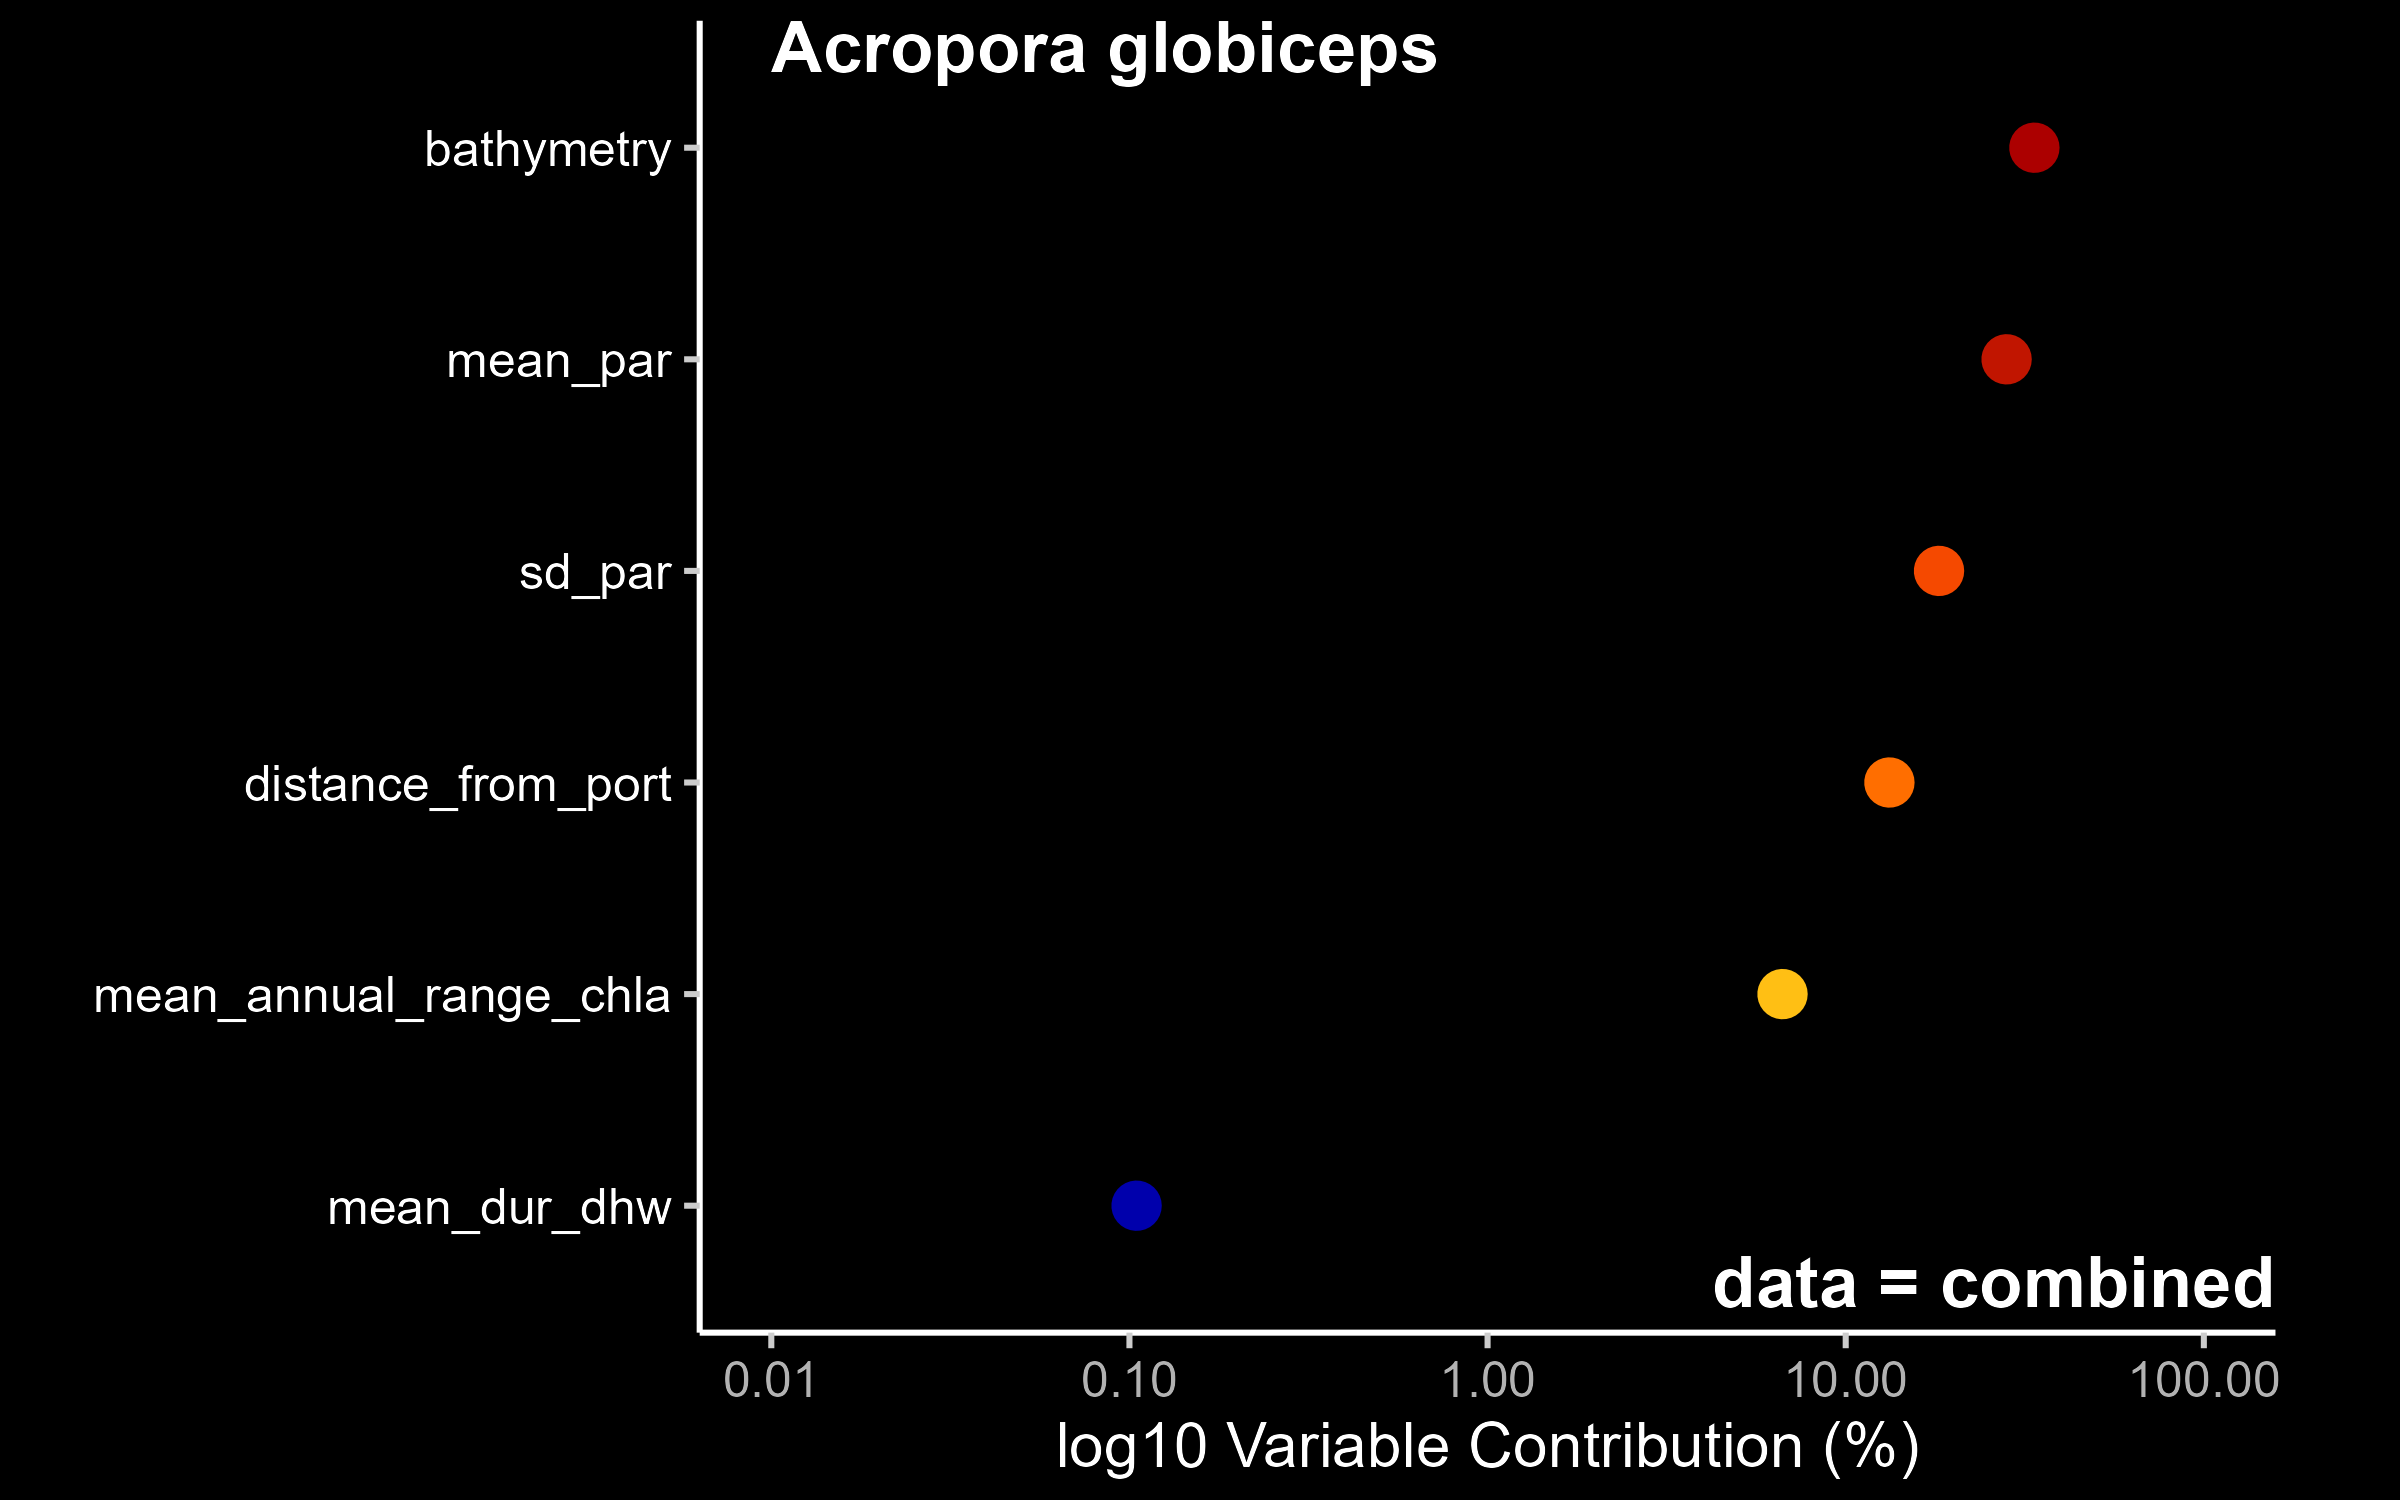 Acropora globiceps
bathymetry
mean_par
sd_par
distance_from_port
mean_annual_range_chla
mean_dur_dhw
data = combined
0.01 0.10 1.00 10.00 100.00
log10 Variable Contribution (%)